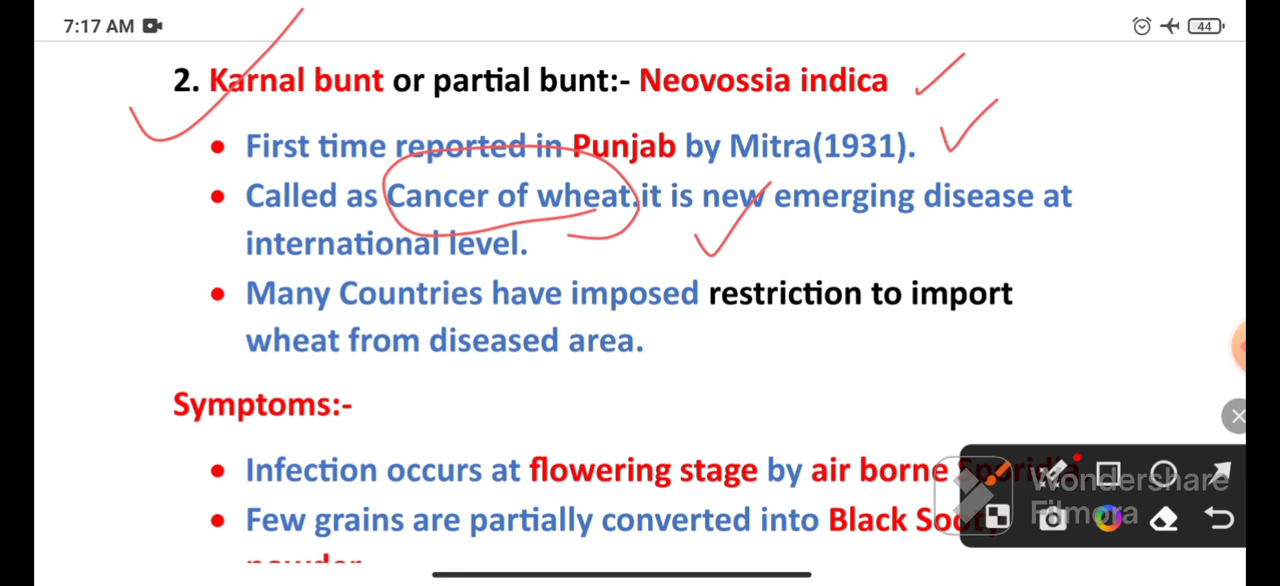 7:17 AM
44
2. Karnal bunt or partial bunt:- Neovossia indica
First time reported in Punjab by Mitra(1931).
Called as Cancer of wheat.it is new emerging disease at
international level.
Many Countries have imposed restriction to import
wheat from diseased area.
Symptoms:-
Infection occurs at flowering stage by air borne Sporidia
Few grains are partially converted into Black Sooty
powder
Wondershare
Filmora